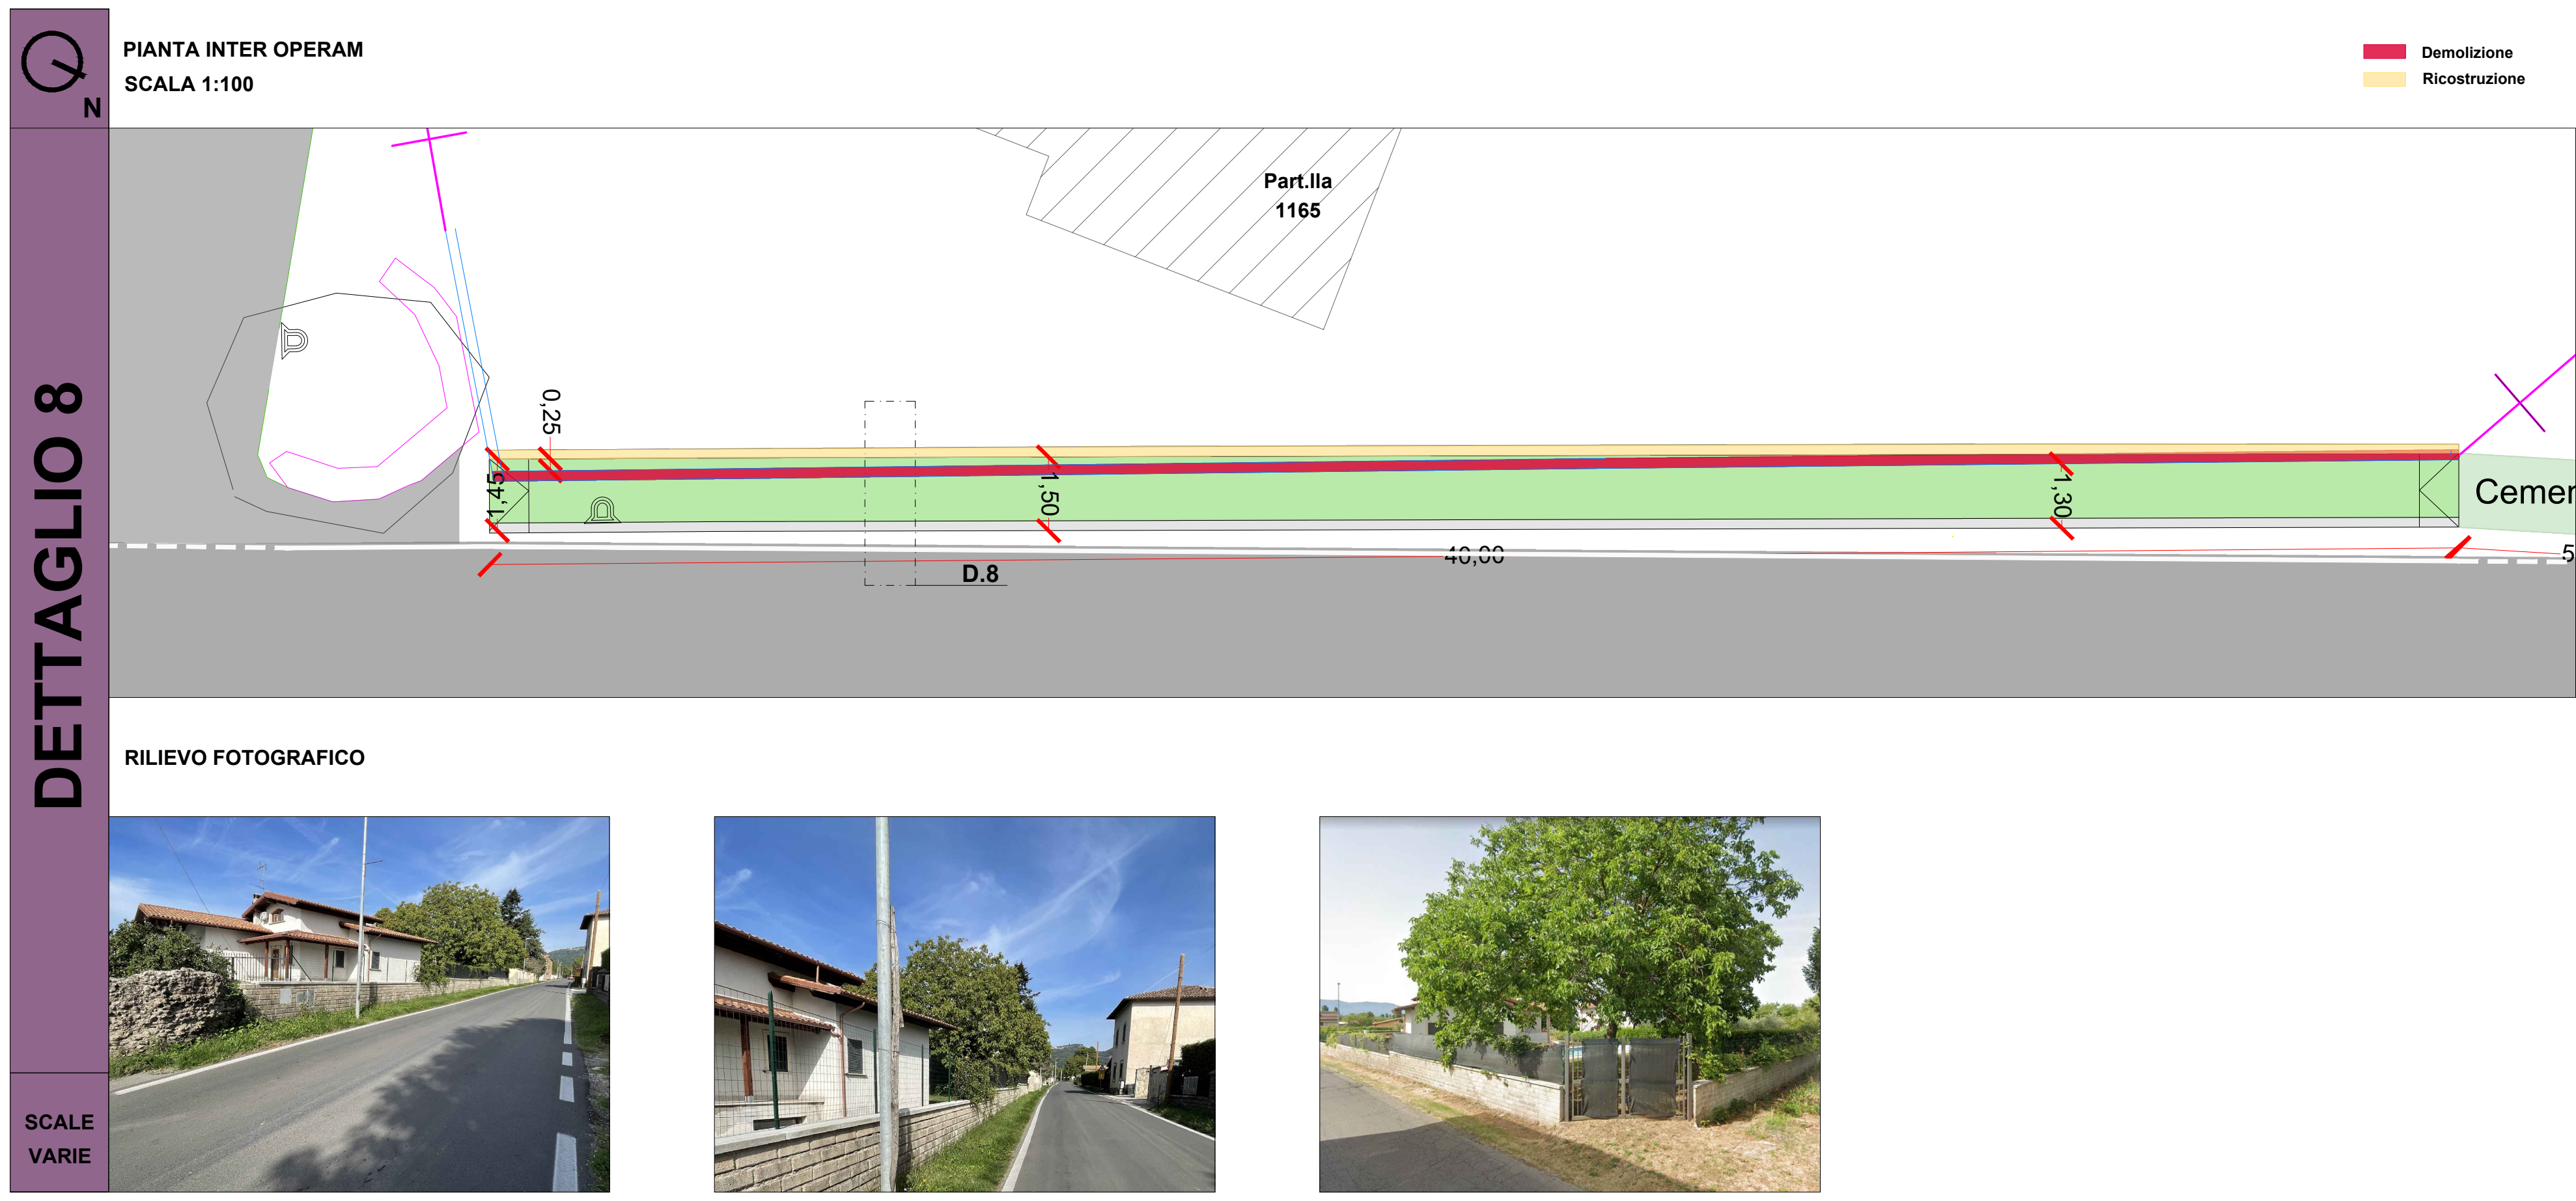 N
PIANTA INTER OPERAM
SCALA 1:100
Demolizione
Ricostruzione
DETTAGLIO 8
Part.lla
1165
0,25
1,45
1,50
1,30
Cemen
40,00
5
D.8
RILIEVO FOTOGRAFICO
SCALE
VARIE